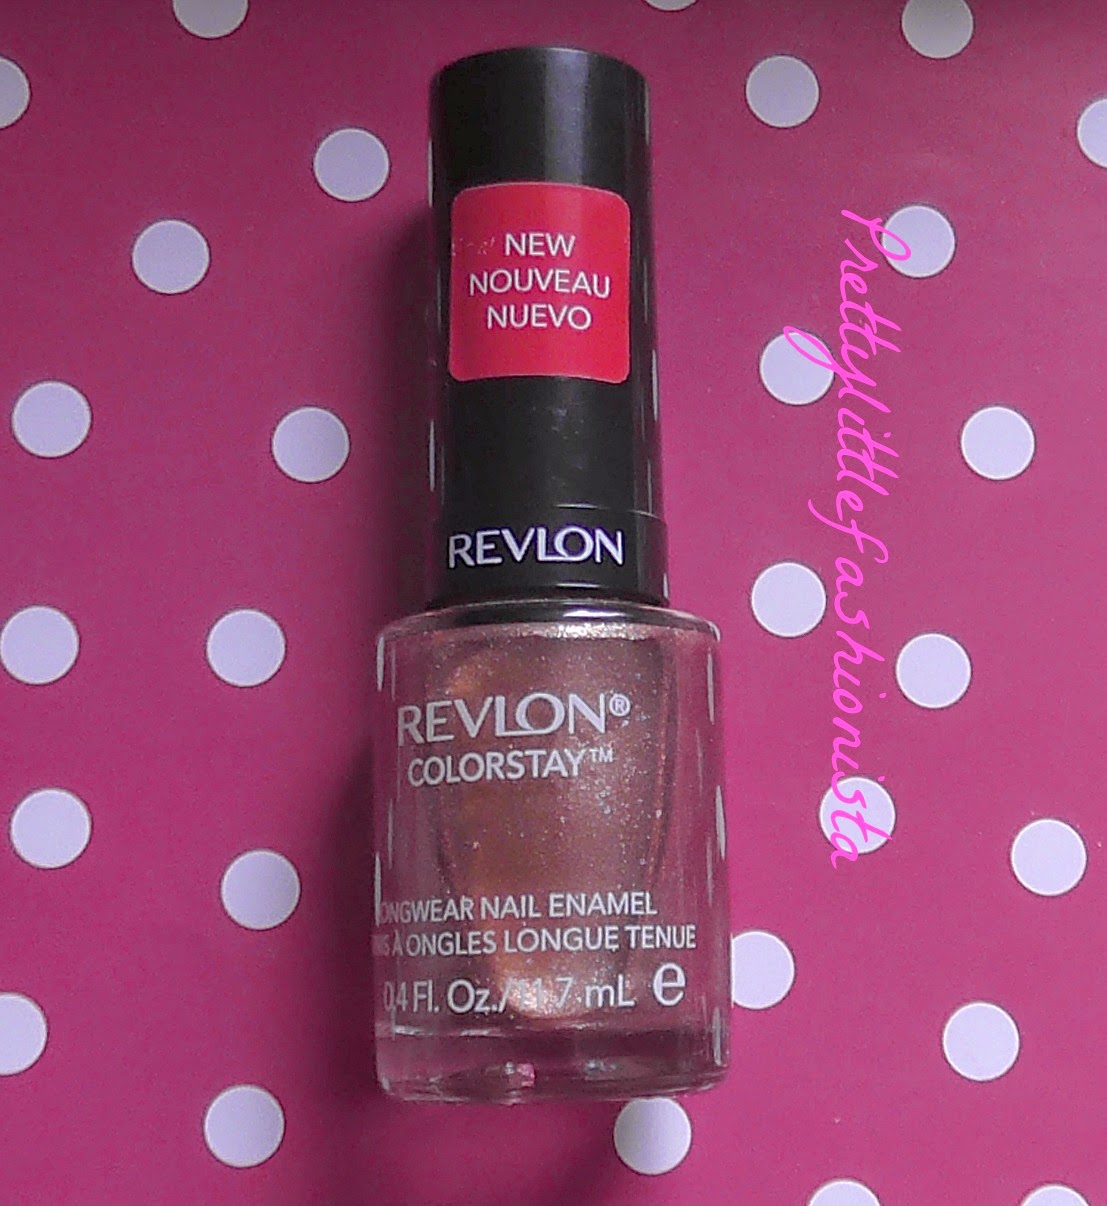 NEW
NOUVEAU
NUEVO
REVLON
REVLON®
COLORSTAY™
ONGWEAR NAIL ENAMEL
À ONGLES LONGUE TENUE
0.4 Fl. Oz./11.7 mL e
Prettylittlefashionista